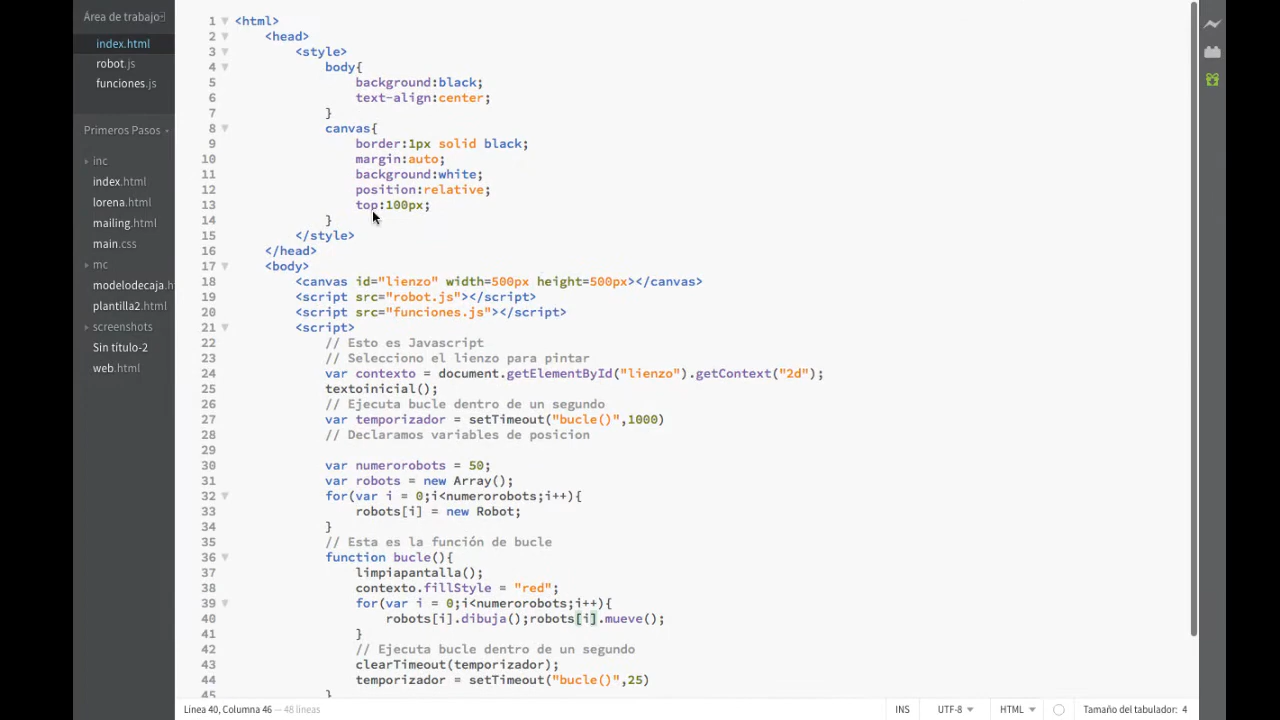 Área de trabajo
index.html
robot.js
funciones.js
Primeros Pasos
inc
index.html
lorena.html
mailing.html
main.css
mc
modelodecaja.h
plantilla2.html
screenshots
Sin titulo-2
web.html
1 <html>
2 <head>
3 <style>
4 body{
5 background:black;
6 text-align:center;
7 }
8 canvas{
9 border:1px solid black;
10 margin:auto;
11 background:white;
12 position:relative;
13 top:100px;
14 }
15 </style>
16 </head>
17 <body>
18 <canvas id="lienzo" width=500px height=500px></canvas>
19 <script src="robot.js"></script>
20 <script src="funciones.js"></script>
21 <script>
22 // Esto es Javascript
23 // Selecciono el lienzo para pintar
24 var contexto = document.getElementById("lienzo").getContext("2d");
25 textoinicial();
26 // Ejecuta bucle dentro de un segundo
27 var temporizador = setTimeout("bucle()",1000)
28 // Declaramos variables de posicion
29
30 var numerorobots = 50;
31 var robots = new Array();
32 for(var i = 0;i<numerorobots;i++){
33 robots[i] = new Robot;
34 }
35 // Esta es la función de bucle
36 function bucle(){
37 limpiapantalla();
38 contexto.fillStyle = "red";
39 for(var i = 0;i<numerorobots;i++){
40 robots[i].dibuja();robots[i].mueve();
41 }
42 // Ejecuta bucle dentro de un segundo
43 clearTimeout(temporizador);
44 temporizador = setTimeout("bucle()",25)
45 }
Línea 40, Columna 46 — 48 líneas
INS
UTF-8
HTML
Tamaño del tabulador: 4